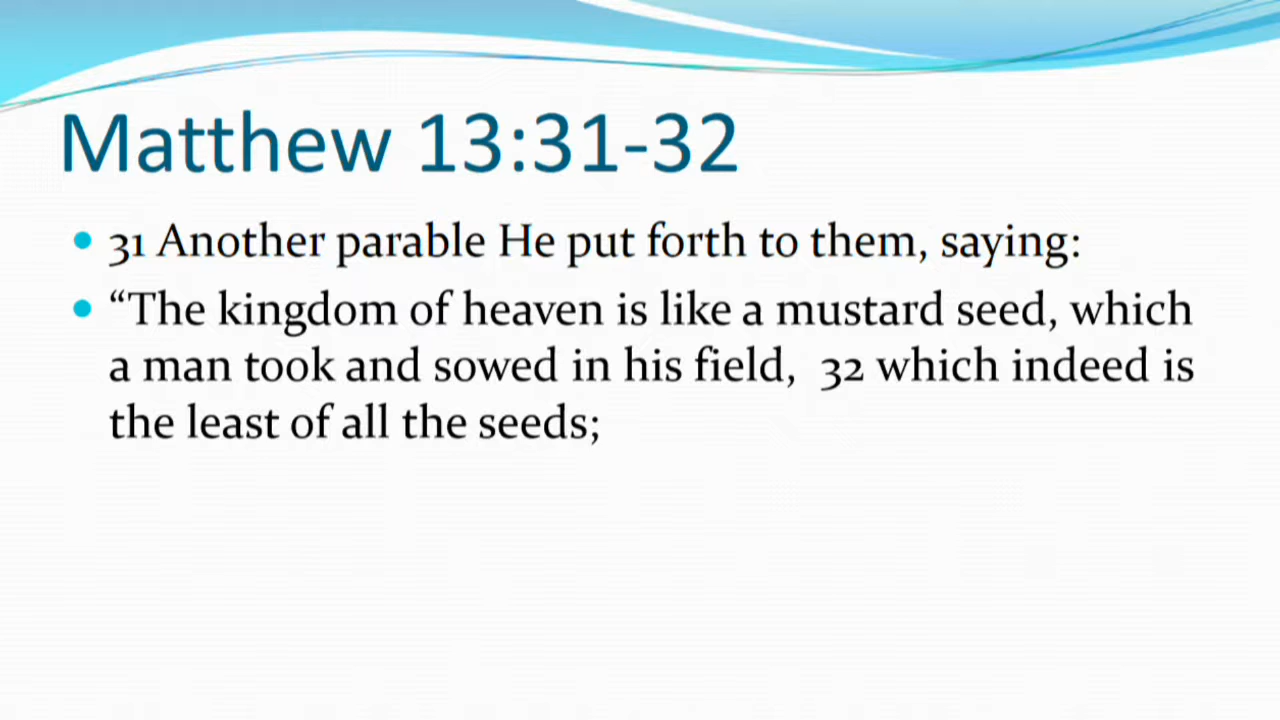 Matthew 13:31-32
• 31 Another parable He put forth to them, saying:
• “The kingdom of heaven is like a mustard seed, which
a man took and sowed in his field,  32 which indeed is
the least of all the seeds;